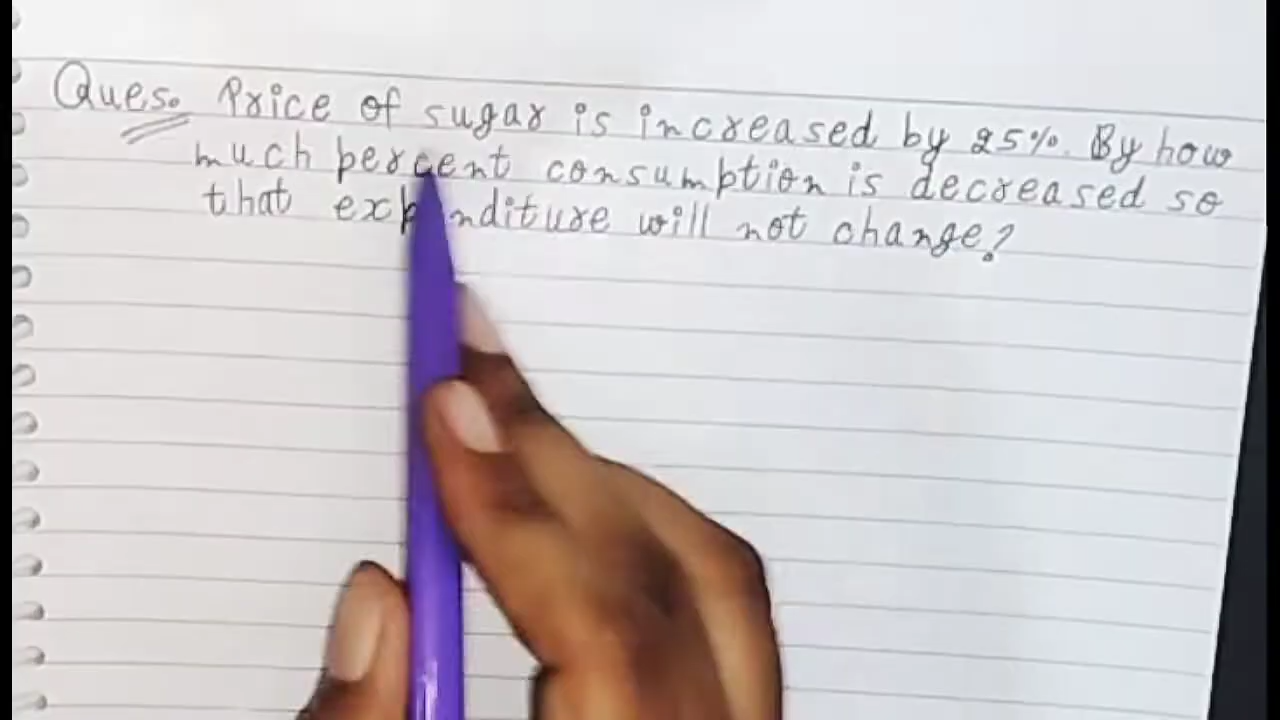 Ques. Price of sugar is increased by 25%. By how
much percent consumption is decreased so
that expenditure will not change?